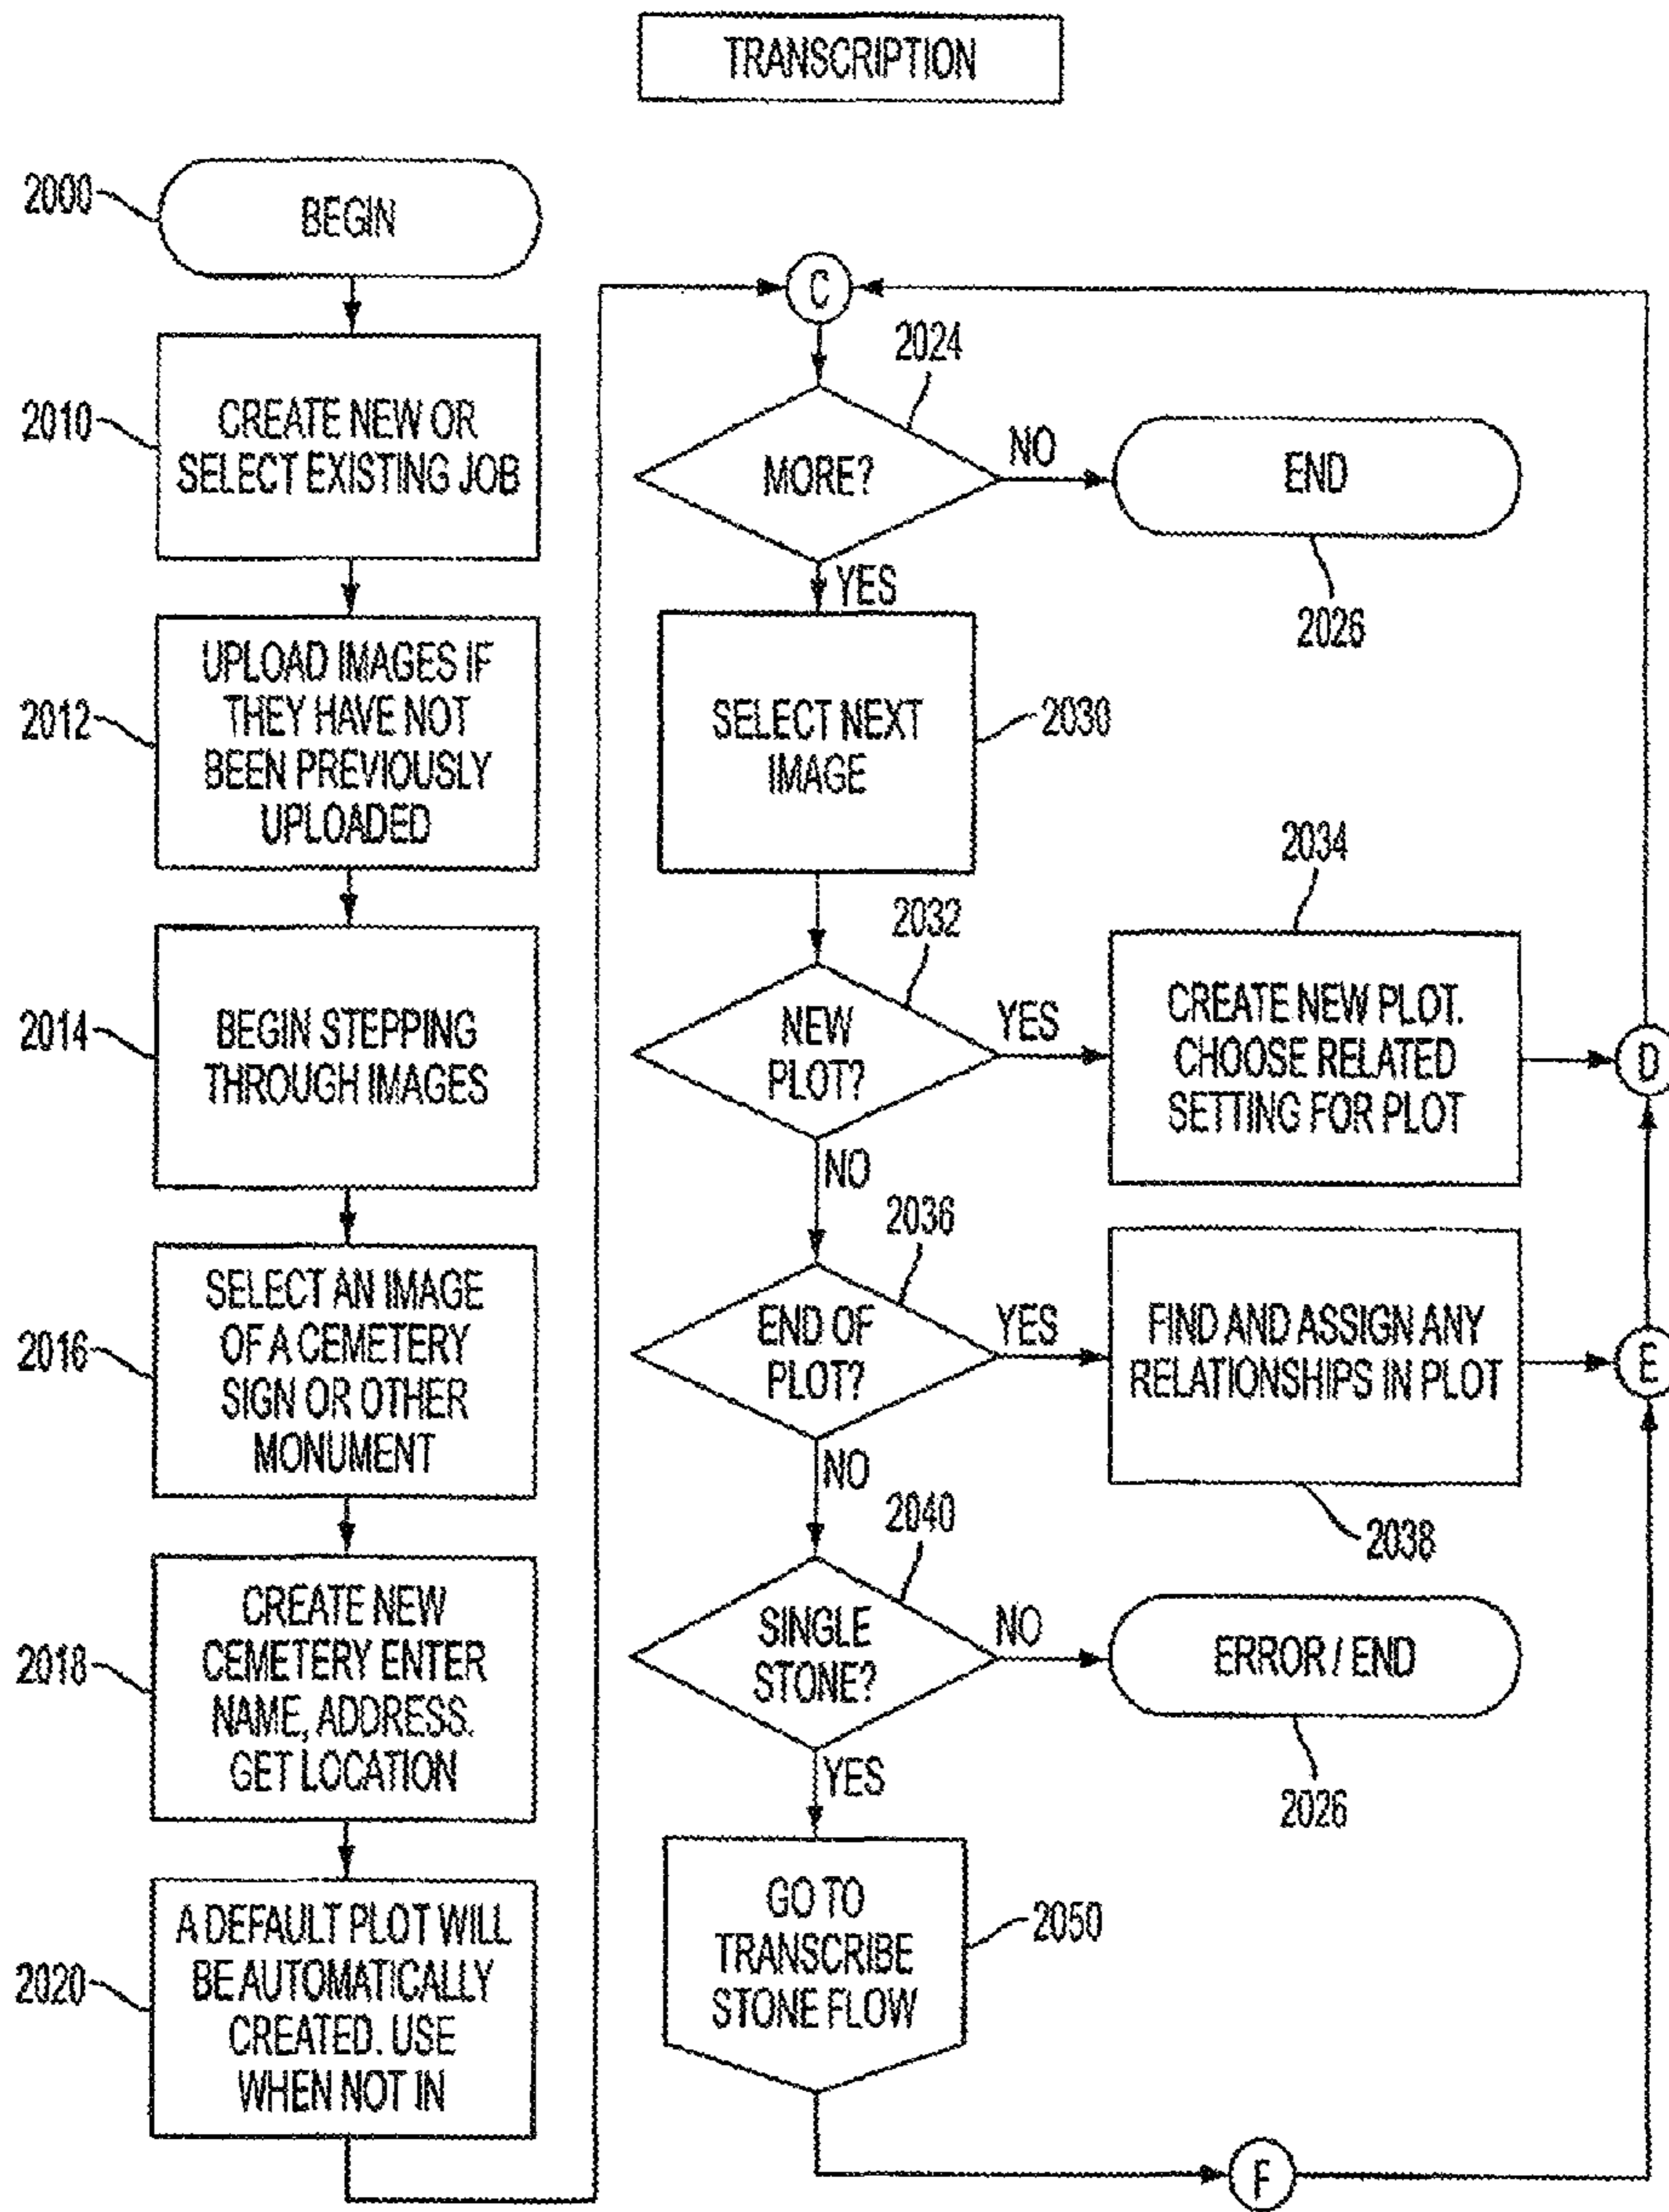 TRANSCRIPTION
2000
BEGIN
2010
CREATE NEW OR
SELECT EXISTING JOB
2012
UPLOAD IMAGES IF
THEY HAVE NOT
BEEN PREVIOUSLY
UPLOADED
2014
BEGIN STEPPING
THROUGH IMAGES
2016
SELECT AN IMAGE
OF A CEMETERY
SIGN OR OTHER
MONUMENT
2018
CREATE NEW
CEMETERY ENTER
NAME, ADDRESS.
GET LOCATION
2020
A DEFAULT PLOT WILL
BE AUTOMATICALLY
CREATED. USE
WHEN NOT IN
C
2024
MORE?
NO
END
2026
YES
SELECT NEXT
IMAGE
2030
2032
NEW
PLOT?
YES
2034
CREATE NEW PLOT.
CHOOSE RELATED
SETTING FOR PLOT
D
NO
2036
END OF
PLOT?
YES
FIND AND ASSIGN ANY
RELATIONSHIPS IN PLOT
2038
E
NO
2040
SINGLE
STONE?
NO
ERROR / END
2026
YES
GO TO
TRANSCRIBE
STONE FLOW
2050
F